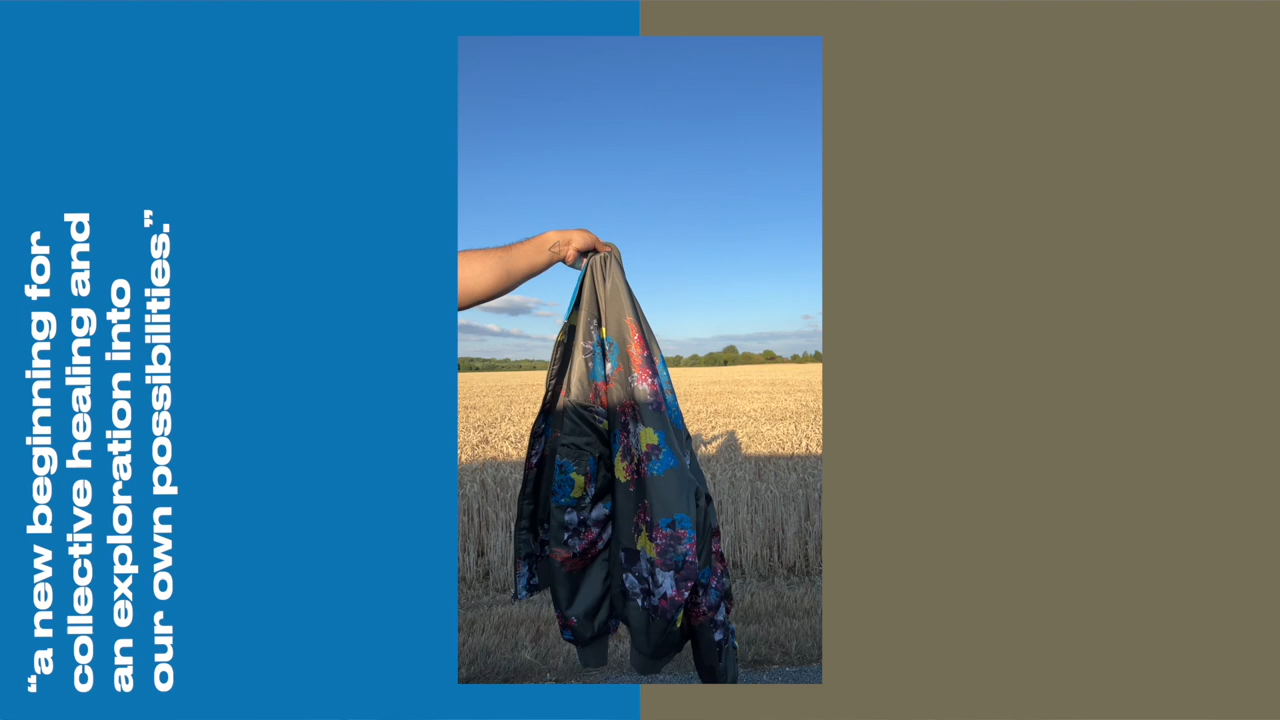 “a new beginning for
collective healing and
an exploration into
our own possibilities.”